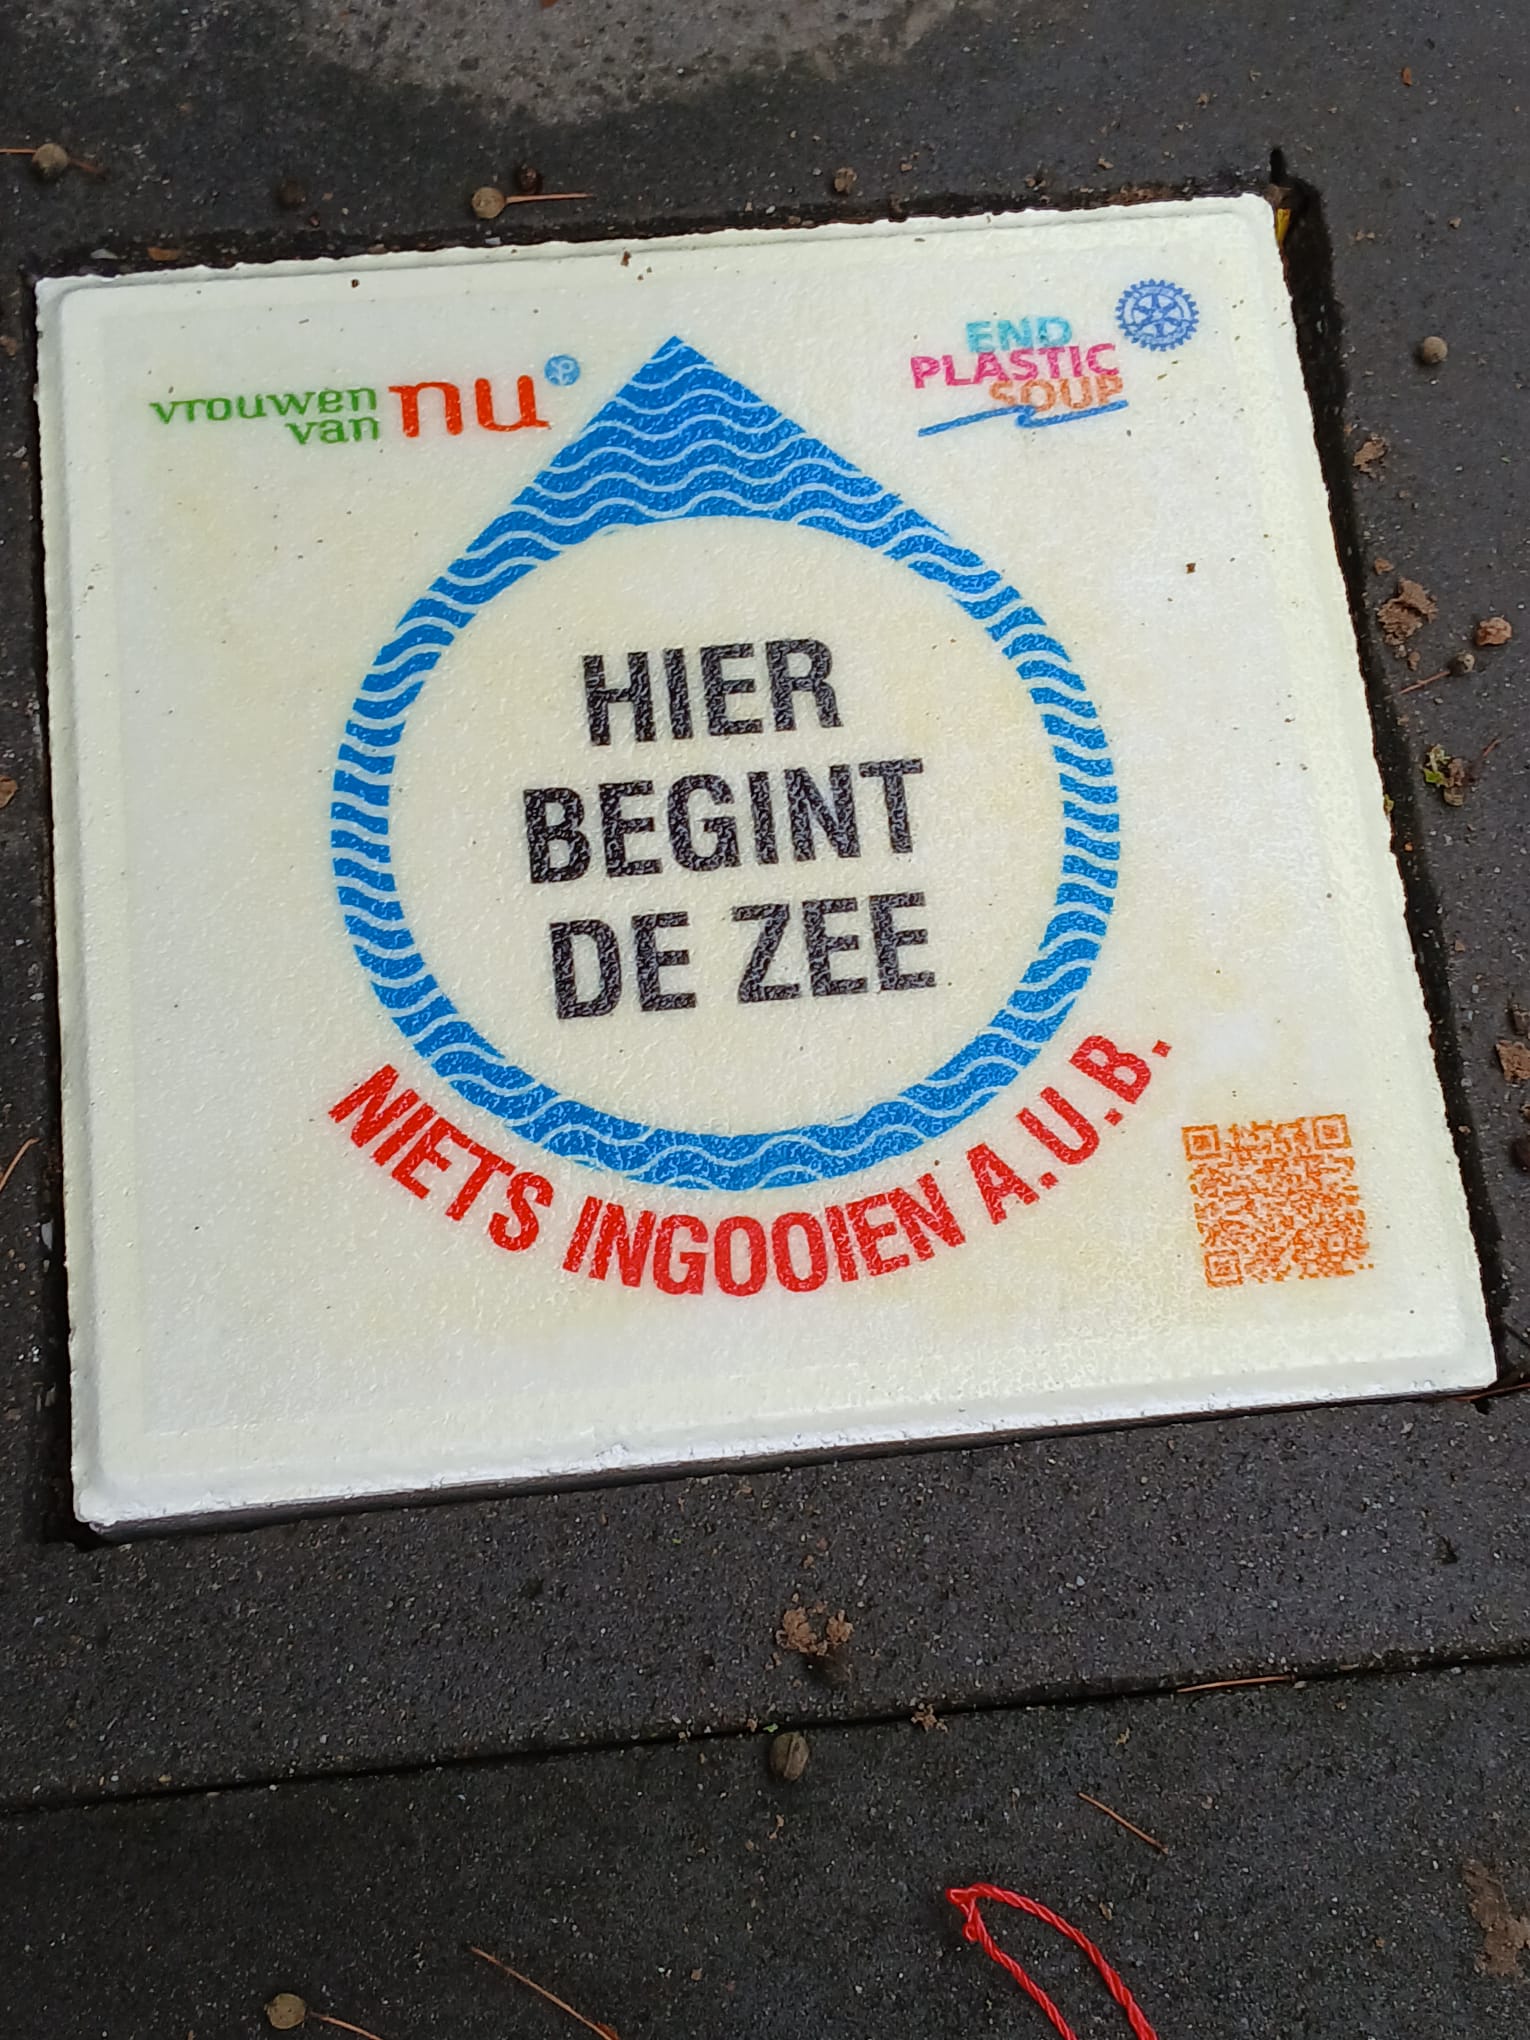 vrouwen
van nu
END
PLASTIC
SOUP
HIER
BEGINT
DE ZEE
NIETS INGOOIEN A.U.B.